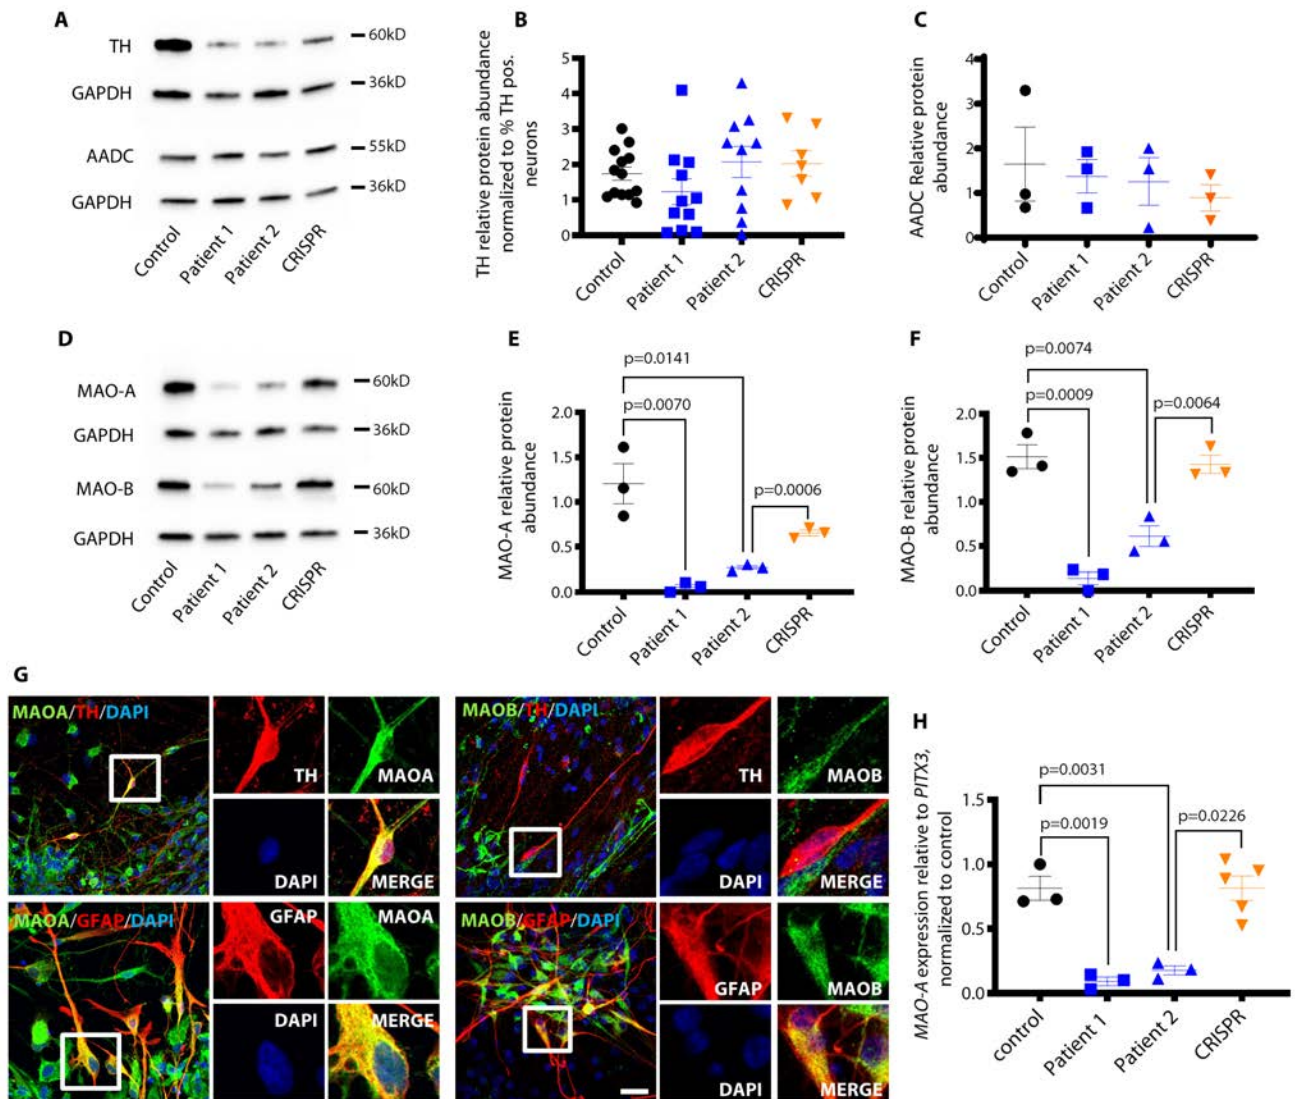 A
TH
60kD
GAPDH
36kD
AADC
55kD
GAPDH
36kD
Control
Patient 1
Patient 2
CRISPR
B
TH relative protein abundance
normalized to % TH pos.
neurons
5
4
3
2
1
0
Control
Patient 1
Patient 2
CRISPR
C
AADC Relative protein
abundance
4
3
2
1
0
Control
Patient 1
Patient 2
CRISPR
D
MAO-A
60kD
GAPDH
36kD
MAO-B
60kD
GAPDH
36kD
Control
Patient 1
Patient 2
CRISPR
E
p=0.0141
p=0.0070
p=0.0006
MAO-A relative protein
abundance
2.0
1.5
1.0
0.5
0.0
Control
Patient 1
Patient 2
CRISPR
F
p=0.0074
p=0.0009
p=0.0064
MAO-B relative protein
abundance
2.0
1.5
1.0
0.5
0.0
Control
Patient 1
Patient 2
CRISPR
G
MAOA/TH/DAPI
TH
MAOA
DAPI
MERGE
MAOB/TH/DAPI
TH
MAOB
DAPI
MERGE
MAOA/GFAP/DAPI
GFAP
MAOA
DAPI
MERGE
MAOB/GFAP/DAPI
GFAP
MAOB
DAPI
MERGE
H
p=0.0031
p=0.0019
p=0.0226
MAO-A expression relative to PITX3,
normalized to control
1.5
1.0
0.5
0.0
control
Patient 1
Patient 2
CRISPR